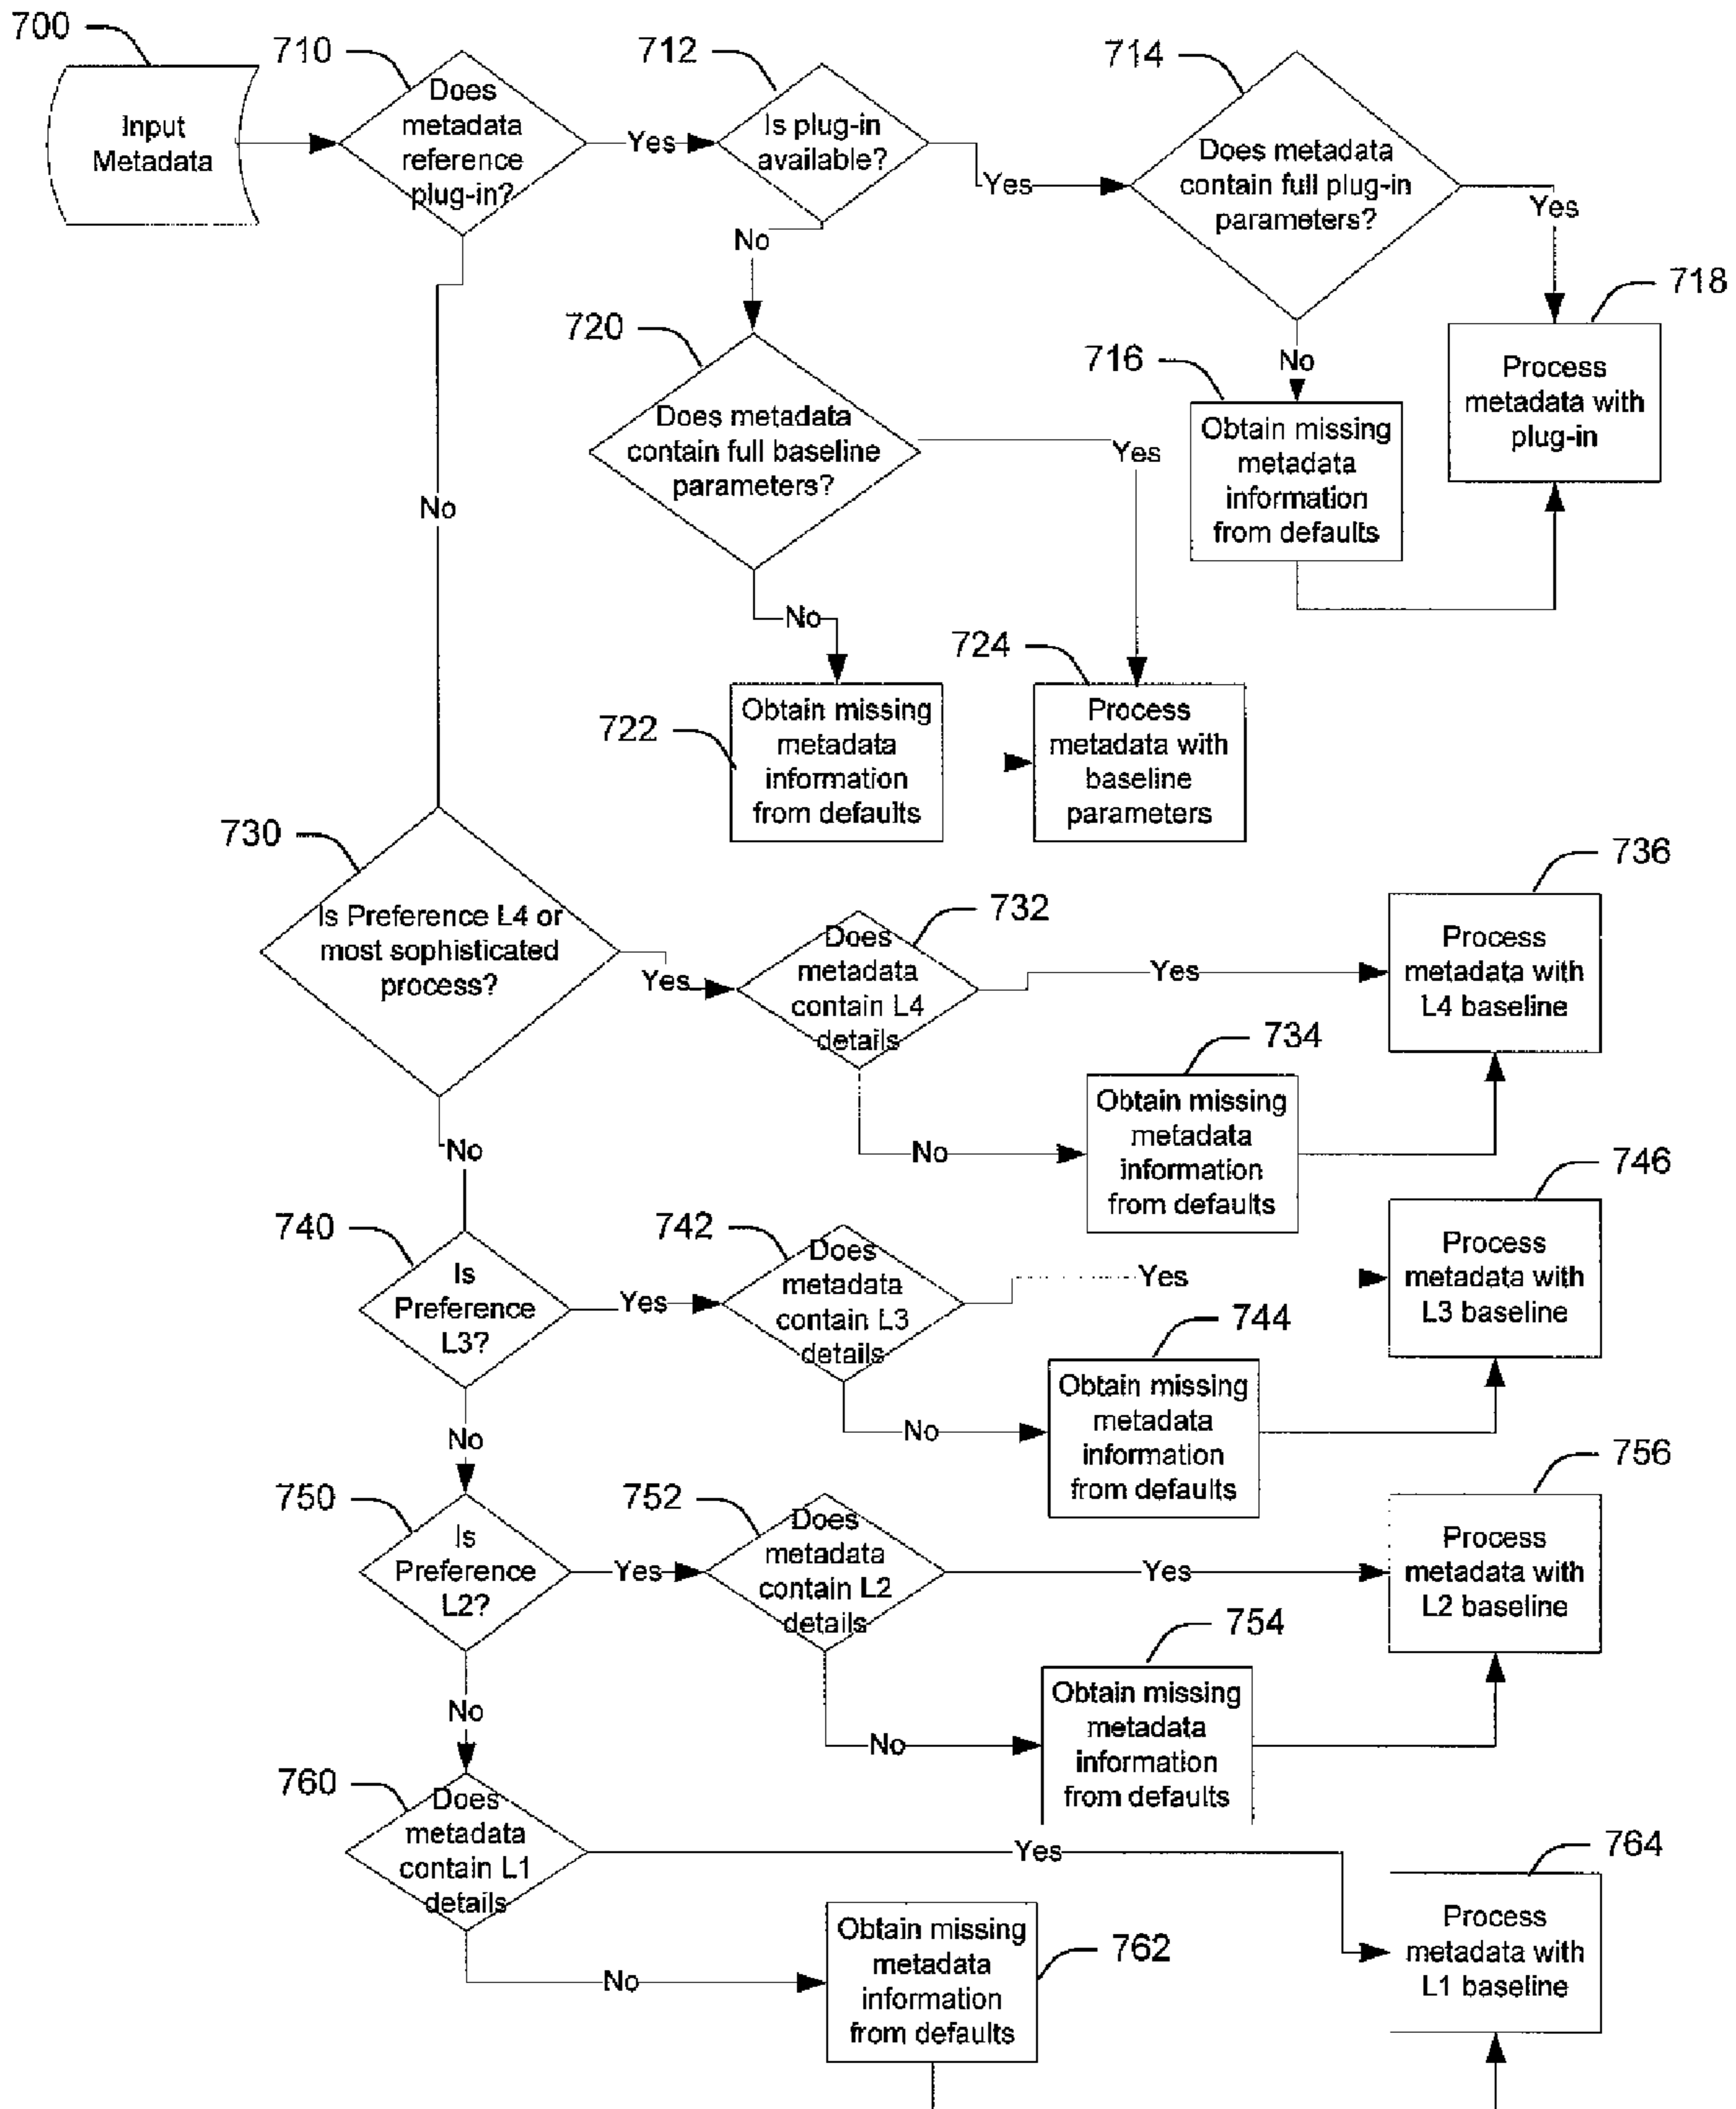 700
Input
Metadata
710
Does
metadata
reference
plug-in?
Yes
712
Is plug-in
available?
Yes
714
Does metadata
contain full plug-in
parameters?
Yes
718
Process
metadata with
plug-in
No
716
Obtain missing
metadata
information
from defaults
No
720
Does metadata
contain full baseline
parameters?
Yes
No
722
Obtain missing
metadata
information
from defaults
724
Process
metadata with
baseline
parameters
No
730
Is Preference L4 or
most sophisticated
process?
Yes
732
Does
metadata
contain L4
details
Yes
736
Process
metadata with
L4 baseline
No
734
Obtain missing
metadata
information
from defaults
No
740
Is
Preference
L3?
Yes
742
Does
metadata
contain L3
details
Yes
746
Process
metadata with
L3 baseline
No
744
Obtain missing
metadata
information
from defaults
No
750
Is
Preference
L2?
Yes
752
Does
metadata
contain L2
details
Yes
756
Process
metadata with
L2 baseline
No
754
Obtain missing
metadata
information
from defaults
No
760
Does
metadata
contain L1
details
Yes
764
Process
metadata with
L1 baseline
No
762
Obtain missing
metadata
information
from defaults